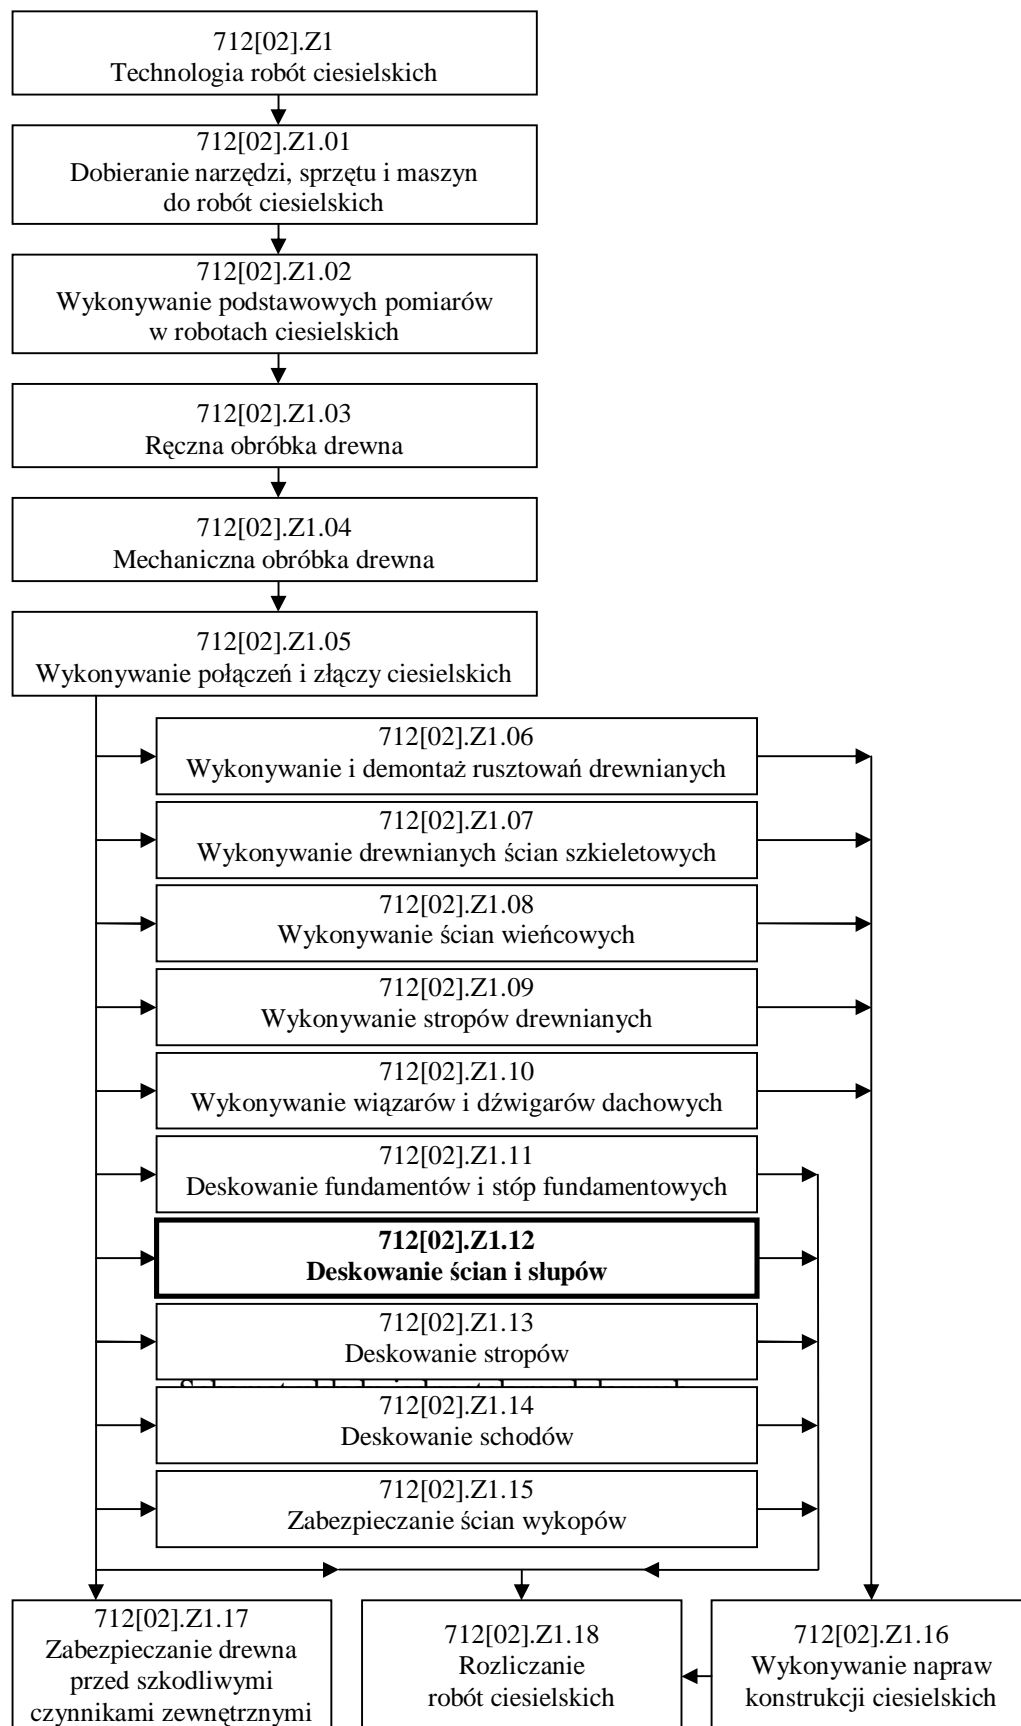 712[02].Z1
Technologia robót ciesielskich
712[02].Z1.01
Dobieranie narzędzi, sprzętu i maszyn
do robót ciesielskich
712[02].Z1.02
Wykonywanie podstawowych pomiarów
w robotach ciesielskich
712[02].Z1.03
Ręczna obróbka drewna
712[02].Z1.04
Mechaniczna obróbka drewna
712[02].Z1.05
Wykonywanie połączeń i złączy ciesielskich
712[02].Z1.06
Wykonywanie i demontaż rusztowań drewnianych
712[02].Z1.07
Wykonywanie drewnianych ścian szkieletowych
712[02].Z1.08
Wykonywanie ścian wieńcowych
712[02].Z1.09
Wykonywanie stropów drewnianych
712[02].Z1.10
Wykonywanie wiązarów i dźwigarów dachowych
712[02].Z1.11
Deskowanie fundamentów i stóp fundamentowych
712[02].Z1.12
Deskowanie ścian i słupów
712[02].Z1.13
Deskowanie stropów
712[02].Z1.14
Deskowanie schodów
712[02].Z1.15
Zabezpieczanie ścian wykopów
712[02].Z1.17
Zabezpieczanie drewna
przed szkodliwymi
czynnikami zewnętrznymi
712[02].Z1.18
Rozliczanie
robót ciesielskich
712[02].Z1.16
Wykonywanie napraw
konstrukcji ciesielskich